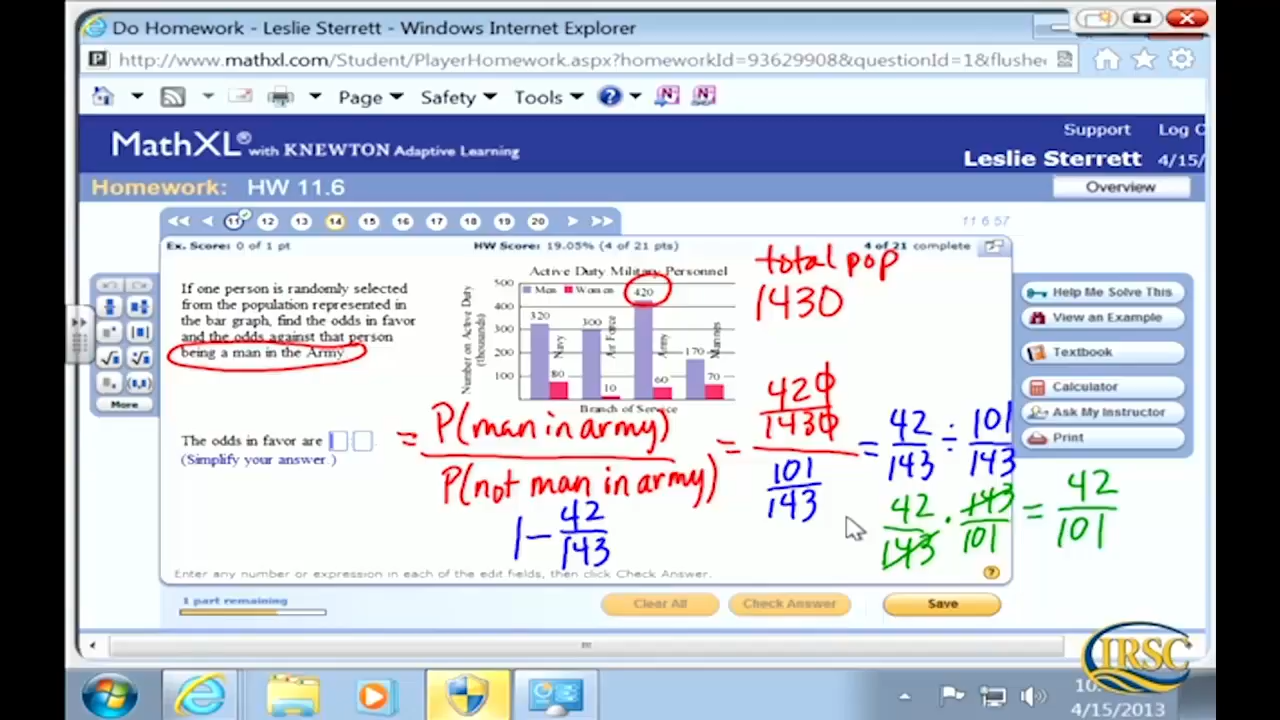 Do Homework - Leslie Sterrett - Windows Internet Explorer
http://www.mathxl.com/Student/PlayerHomework.aspx?homeworkId=93629908&questionId=1&flushe
Page Safety Tools
MathXL® with KNEWTON Adaptive Learning
Support Log O
Leslie Sterrett 4/15/
Homework: HW 11.6
Overview
11 12 13 14 15 16 17 18 19 20
11.6.57
Ex. Score: 0 of 1 pt HW Score: 19.05% (4 of 21 pts) 4 of 21 complete
If one person is randomly selected
from the population represented in
the bar graph, find the odds in favor
and the odds against that person
being a man in the Army
Active Duty Military Personnel
Men Women
Number on Active Duty
(thousands)
500
400
300
200
100
320 80 Navy
300 10 Air Force
420 60 Army
170 70 Marines
Branch of Service
total pop
1430
The odds in favor are
(Simplify your answer.)
= P(man in army) / P(not man in army) = 420/1430 / 101/143 = 42/143 ÷ 101/143
1 - 42/143
42/143 · 143/101 = 42/101
Enter any number or expression in each of the edit fields, then click Check Answer.
1 part remaining
Clear All
Check Answer
Save
More
Help Me Solve This
View an Example
Textbook
Calculator
Ask My Instructor
Print
IRSC
10:
4/15/2013